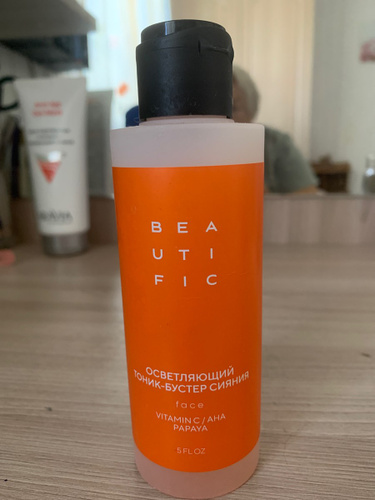 BEA
UTI
FIC
ОСВЕТЛЯЮЩИЙ
ТОНИК-БУСТЕР СИЯНИЯ
face
VITAMIN C / AHA
PAPAYA
5 FL OZ